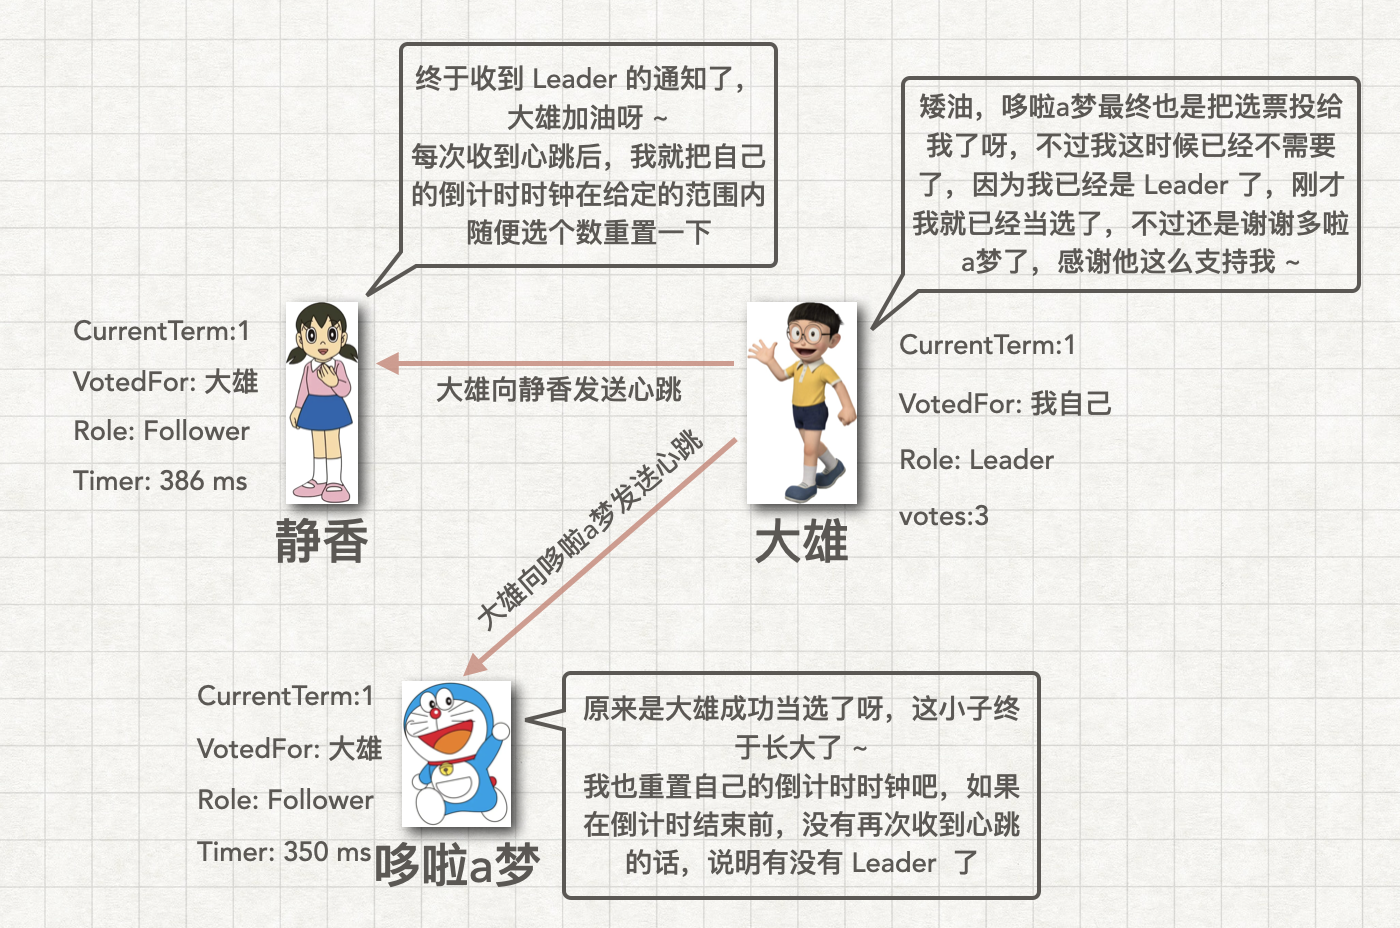 终于收到 Leader 的通知了，
大雄加油呀 ~
每次收到心跳后，我就把自己
的倒计时时钟在给定的范围内
随便选个数重置一下
矮油，哆啦a梦最终也是把选票投给
我了呀，不过我这时候已经不需要
了，因为我已经是 Leader 了，刚才
我就已经当选了，不过还是谢谢多啦
a梦了，感谢他这么支持我 ~
CurrentTerm:1
VotedFor: 大雄
Role: Follower
Timer: 386 ms
静香
大雄向静香发送心跳
CurrentTerm:1
VotedFor: 我自己
Role: Leader
votes:3
大雄
大雄向哆啦a梦发送心跳
CurrentTerm:1
VotedFor: 大雄
Role: Follower
Timer: 350 ms
哆啦a梦
原来是大雄成功当选了呀，这小子终
于长大了 ~
我也重置自己的倒计时时钟吧，如果
在倒计时结束前，没有再次收到心跳
的话，说明有没有 Leader 了